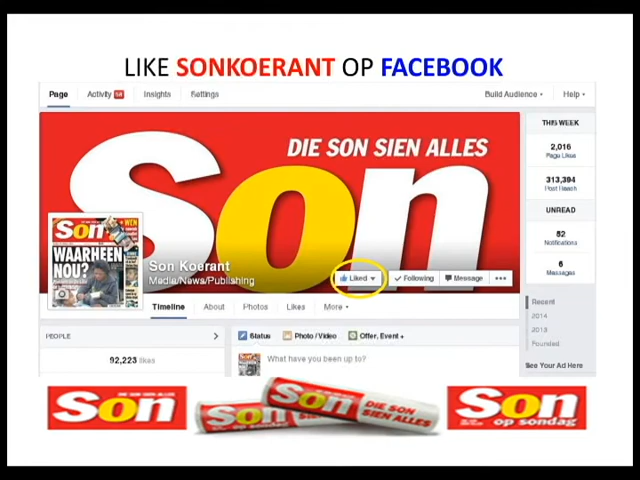 LIKE SONKOERANT OP FACEBOOK
Page Activity Insights Settings Build Audience Help
THIS WEEK
2,016
Page Likes
313,394
Post Reach
UNREAD
82
Notifications
6
Messages
Recent
2014
2013
Founded
See Your Ad Here
DIE SON SIEN ALLES
Son
Son
WAARHEEN
NOU?
Son Koerant
Media/News/Publishing
Liked Following Message
Timeline About Photos Likes More
PEOPLE
92,223 likes
Status Photo / Video Offer, Event +
What have you been up to?
Son
Son
op sondag
Son
DIE SON
SIEN ALLES
Son
op sondag